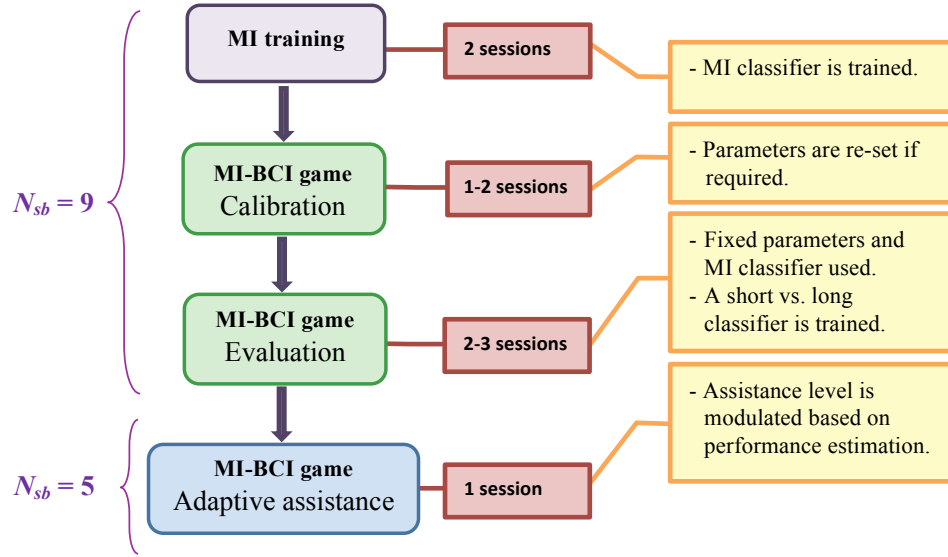 MI training
2 sessions
- MI classifier is trained.
MI-BCI game
Calibration
1-2 sessions
- Parameters are re-set if
required.
N_sb = 9
MI-BCI game
Evaluation
2-3 sessions
- Fixed parameters and
MI classifier used.
- A short vs. long
classifier is trained.
N_sb = 5
MI-BCI game
Adaptive assistance
1 session
- Assistance level is
modulated based on
performance estimation.